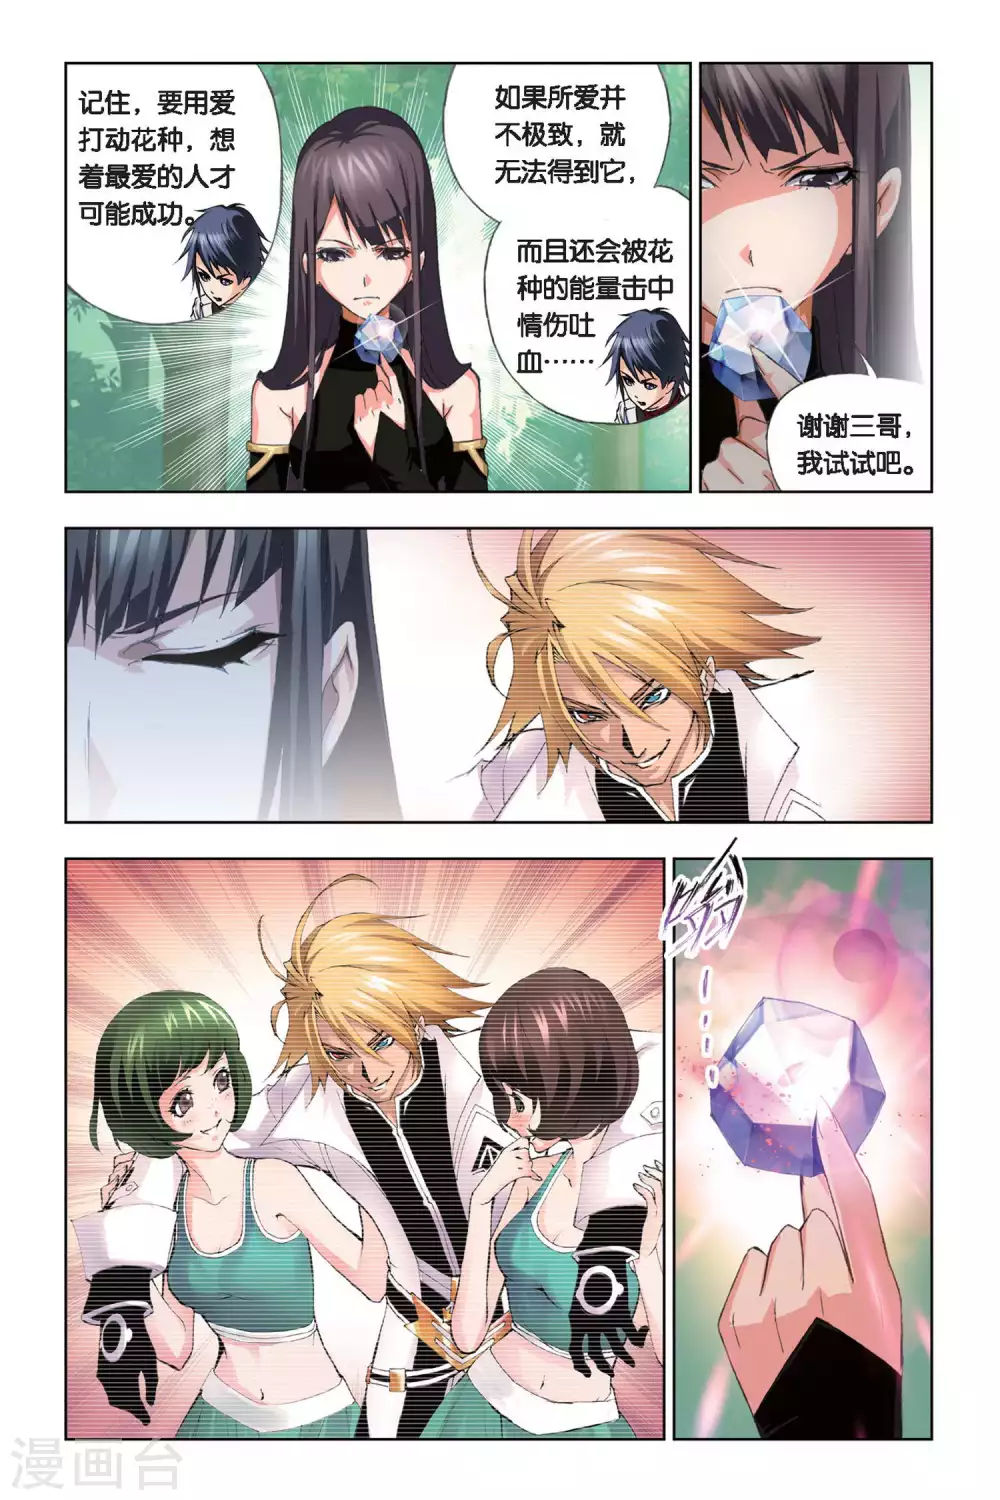 记住，要用爱
打动花种，想
着最爱的人才
可能成功。
如果所爱并
不极致，就
无法得到它，
而且还会被花
种的能量击中
情伤吐
血……
谢谢三哥，
我试试吧。
嗡
漫画台